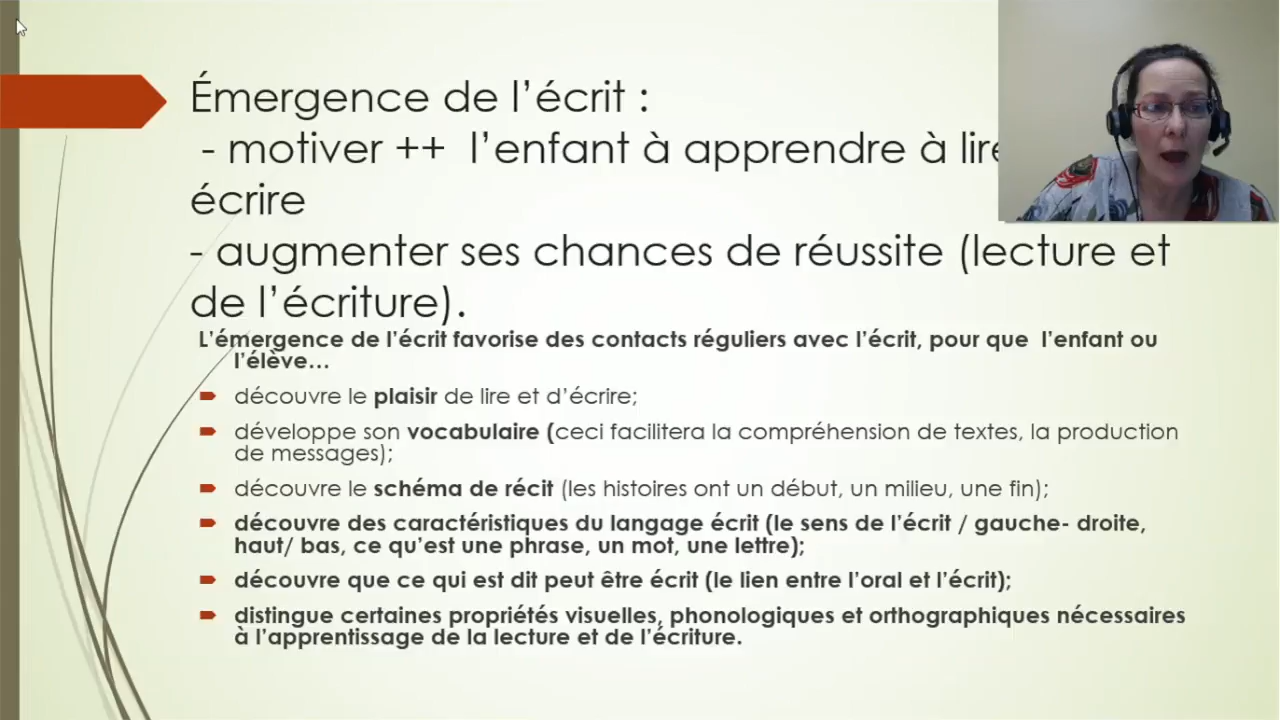 Émergence de l'écrit :
- motiver ++ l'enfant à apprendre à lire
écrire
- augmenter ses chances de réussite (lecture et
de l'écriture).
L'émergence de l'écrit favorise des contacts réguliers avec l'écrit, pour que l'enfant ou
l'élève…
découvre le plaisir de lire et d'écrire;
développe son vocabulaire (ceci facilitera la compréhension de textes, la production
de messages);
découvre le schéma de récit (les histoires ont un début, un milieu, une fin);
découvre des caractéristiques du langage écrit (le sens de l'écrit / gauche- droite,
haut/ bas, ce qu'est une phrase, un mot, une lettre);
découvre que ce qui est dit peut être écrit (le lien entre l'oral et l'écrit);
distingue certaines propriétés visuelles, phonologiques et orthographiques nécessaires
à l'apprentissage de la lecture et de l'écriture.